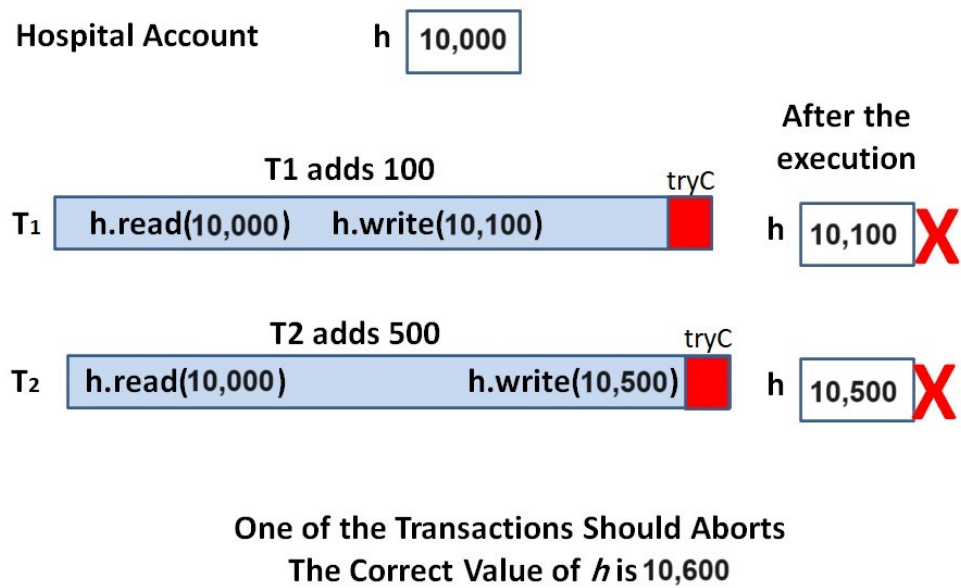 Hospital Account h 10,000
After the
execution
T1 adds 100
tryC
T1 h.read(10,000) h.write(10,100) h 10,100 X
T2 adds 500
tryC
T2 h.read(10,000) h.write(10,500) h 10,500 X
One of the Transactions Should Aborts
The Correct Value of h is 10,600